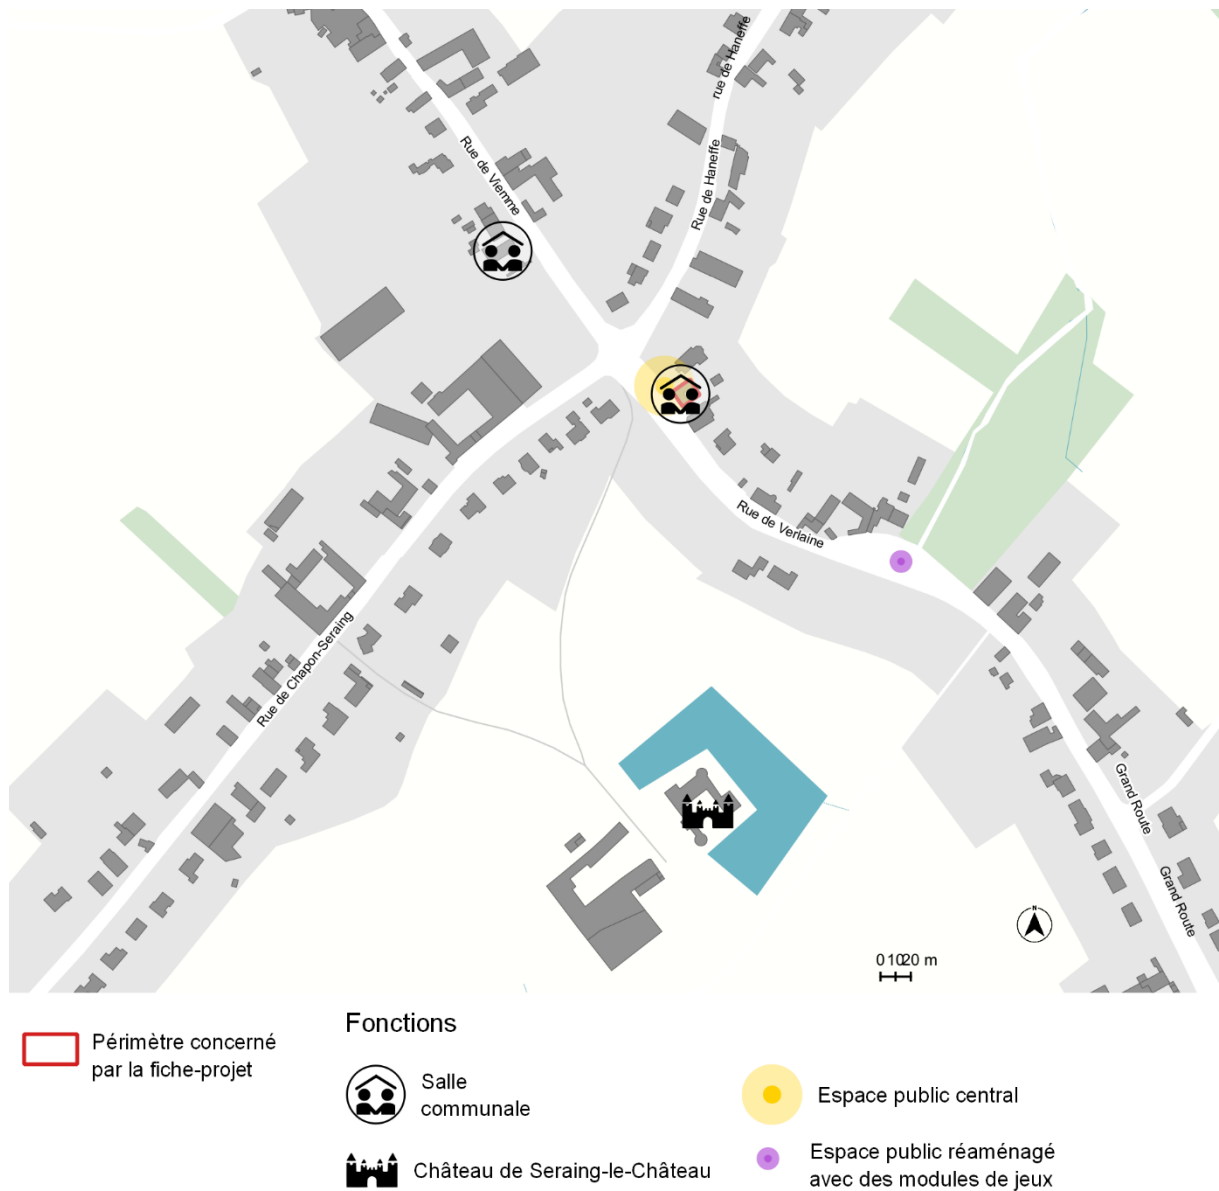 rue de Haneffe
Rue de Viemme
Rue de Haneffe
Rue de Verlaine
Rue de Chapon-Seraing
Grand Route
Grand Route
N
0 10 20 m
Périmètre concerné
par la fiche-projet
Fonctions
Salle
communale
Château de Seraing-le-Château
Espace public central
Espace public réaménagé
avec des modules de jeux